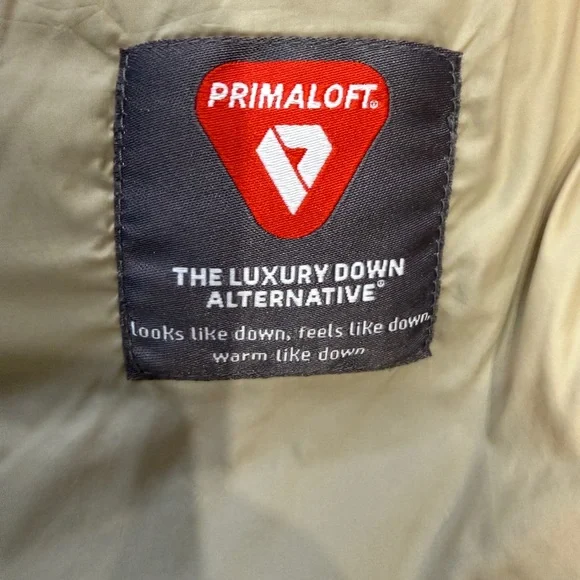 PRIMALOFT®
THE LUXURY DOWN
ALTERNATIVE®
looks like down, feels like down,
warm like down